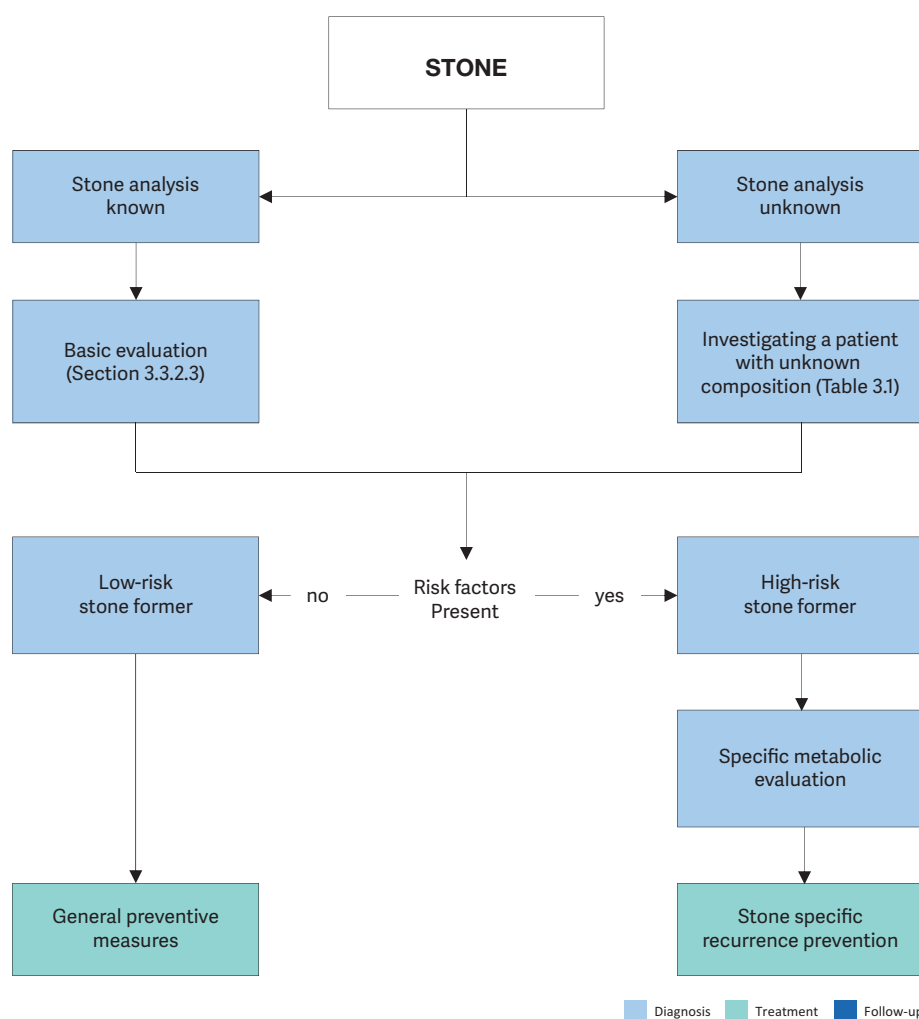 STONE
Stone analysis
known
Stone analysis
unknown
Basic evaluation
(Section 3.3.2.3)
Investigating a patient
with unknown
composition (Table 3.1)
Low-risk
stone former
no
Risk factors
Present
yes
High-risk
stone former
Specific metabolic
evaluation
General preventive
measures
Stone specific
recurrence prevention
Diagnosis
Treatment
Follow-up